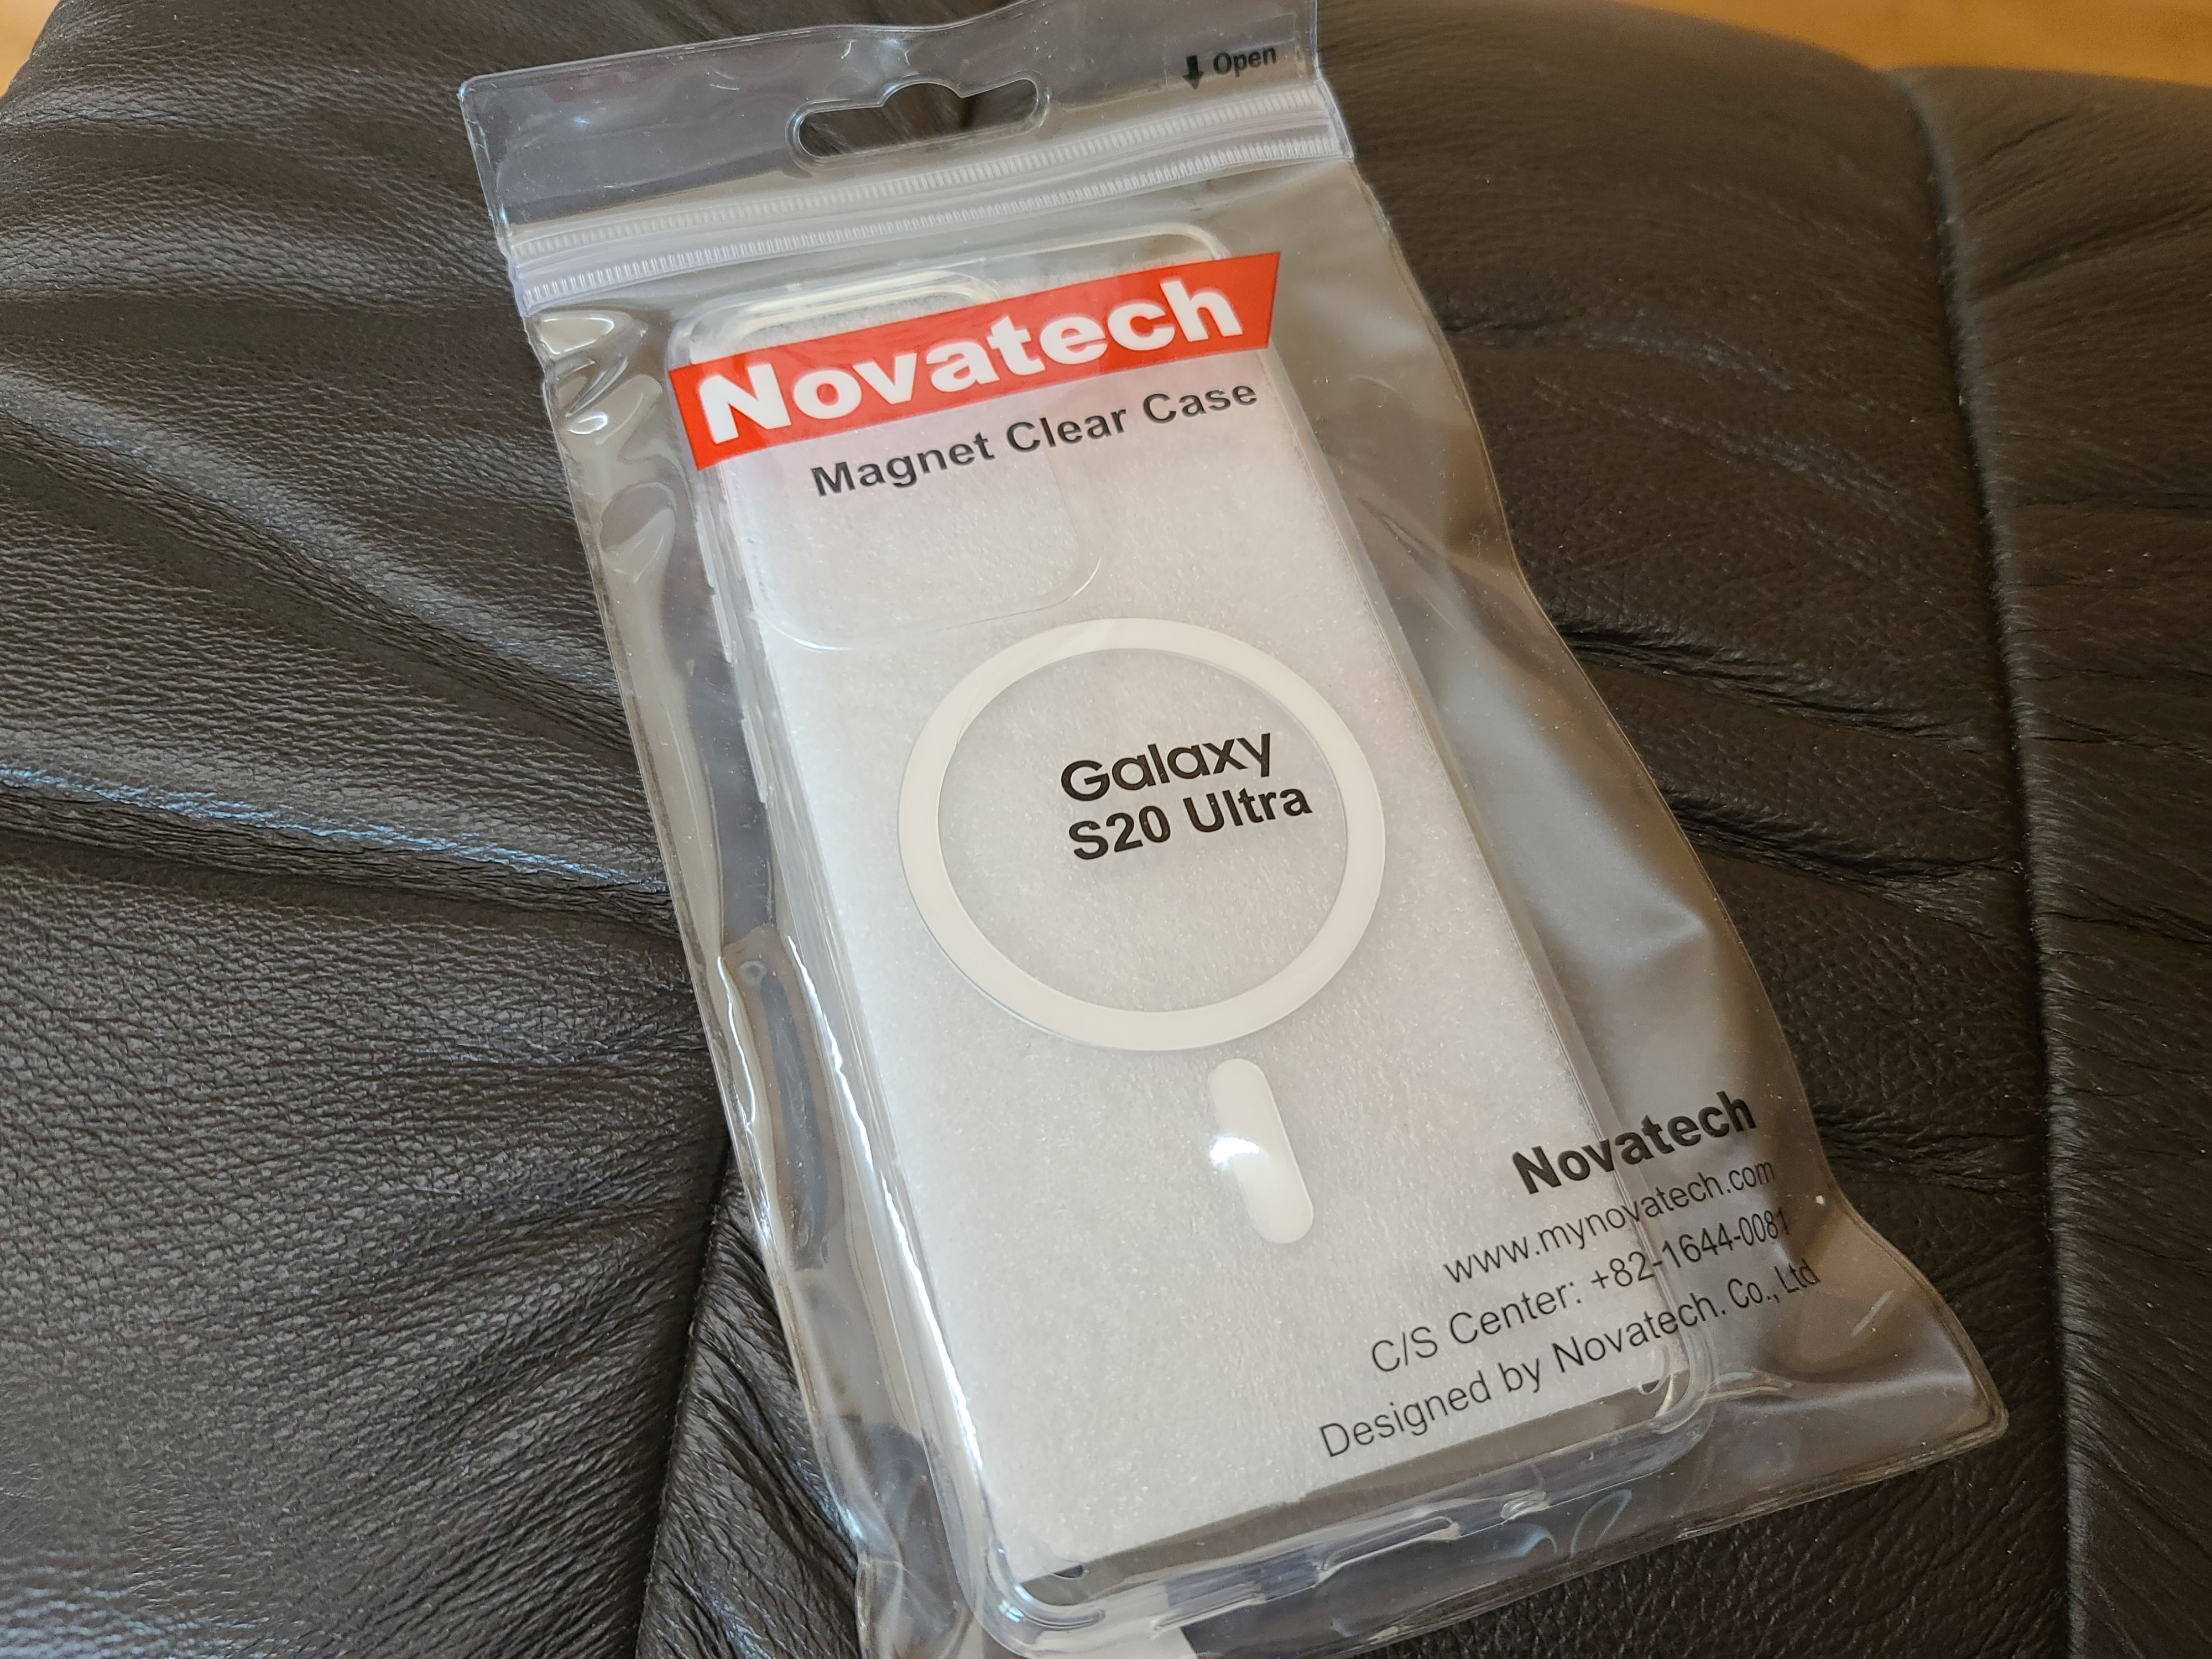 Open
Novatech
Magnet Clear Case
Galaxy
S20 Ultra
Novatech
www.mynovatech.com
C/S Center: +82-1644-0081
Designed by Novatech. Co., Ltd